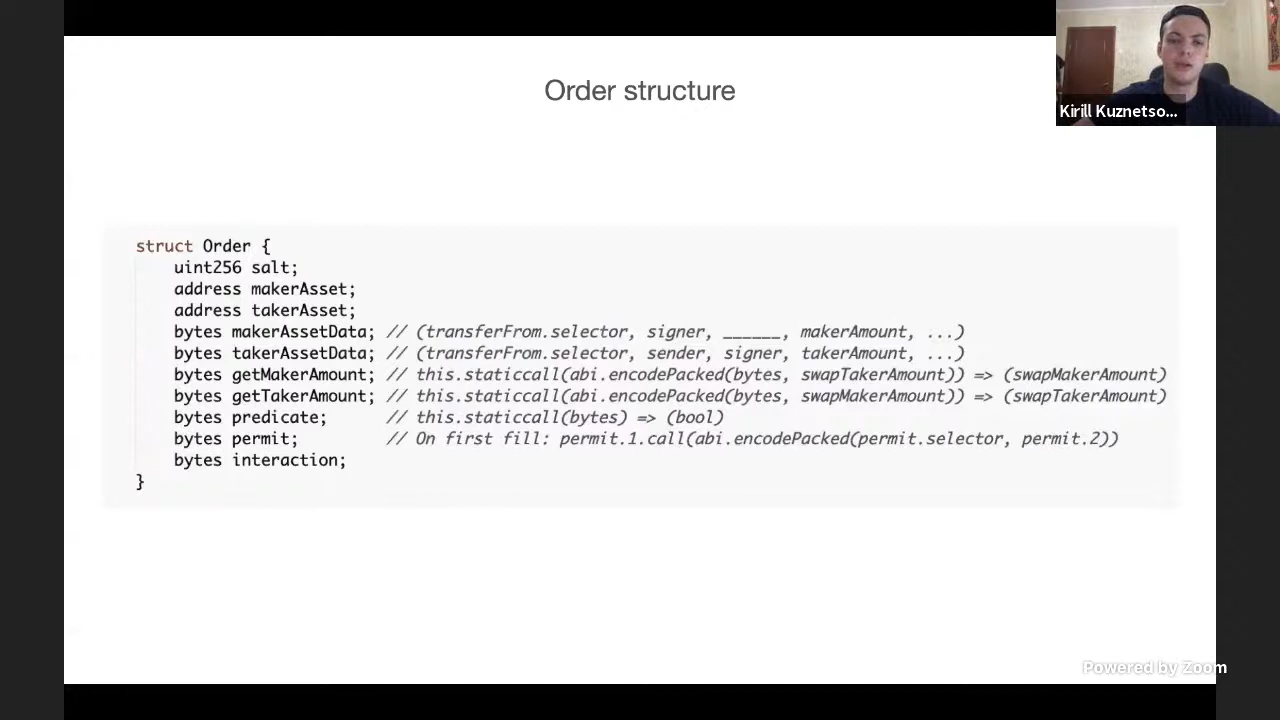 Order structure
Kirill Kuznetso...
struct Order {
uint256 salt;
address makerAsset;
address takerAsset;
bytes makerAssetData; // (transferFrom.selector, signer, ______, makerAmount, ...)
bytes takerAssetData; // (transferFrom.selector, sender, signer, takerAmount, ...)
bytes getMakerAmount; // this.staticcall(abi.encodePacked(bytes, swapTakerAmount)) => (swapMakerAmount)
bytes getTakerAmount; // this.staticcall(abi.encodePacked(bytes, swapMakerAmount)) => (swapTakerAmount)
bytes predicate; // this.staticcall(bytes) => (bool)
bytes permit; // On first fill: permit.1.call(abi.encodePacked(permit.selector, permit.2))
bytes interaction;
}
Powered by Zoom